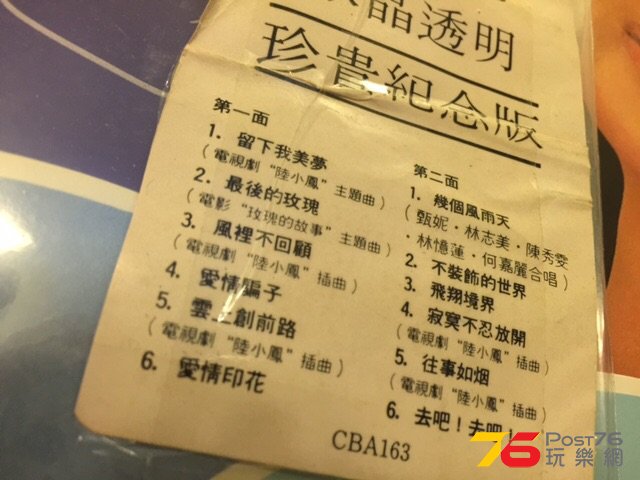 晶透明
珍貴紀念版
第一面
1. 留下我美夢
(電視劇“陸小鳳”主題曲)
2. 最後的玫瑰
(電影“玫瑰的故事”主題曲)
3. 風裡不回顧
(電視劇“陸小鳳”插曲)
4. 愛情騙子
5. 雲上創前路
(電視劇“陸小鳳”插曲)
6. 愛情印花
第二面
1. 幾個風雨天
(甄妮·林志美·陳秀雯
·林憶蓮·何嘉麗合唱)
2. 不裝飾的世界
3. 飛翔境界
4. 寂寞不忍放開
(電視劇“陸小鳳”插曲)
5. 往事如烟
(電視劇“陸小鳳”插曲)
6. 去吧!去吧!
CBA163
76 Post76
玩樂網